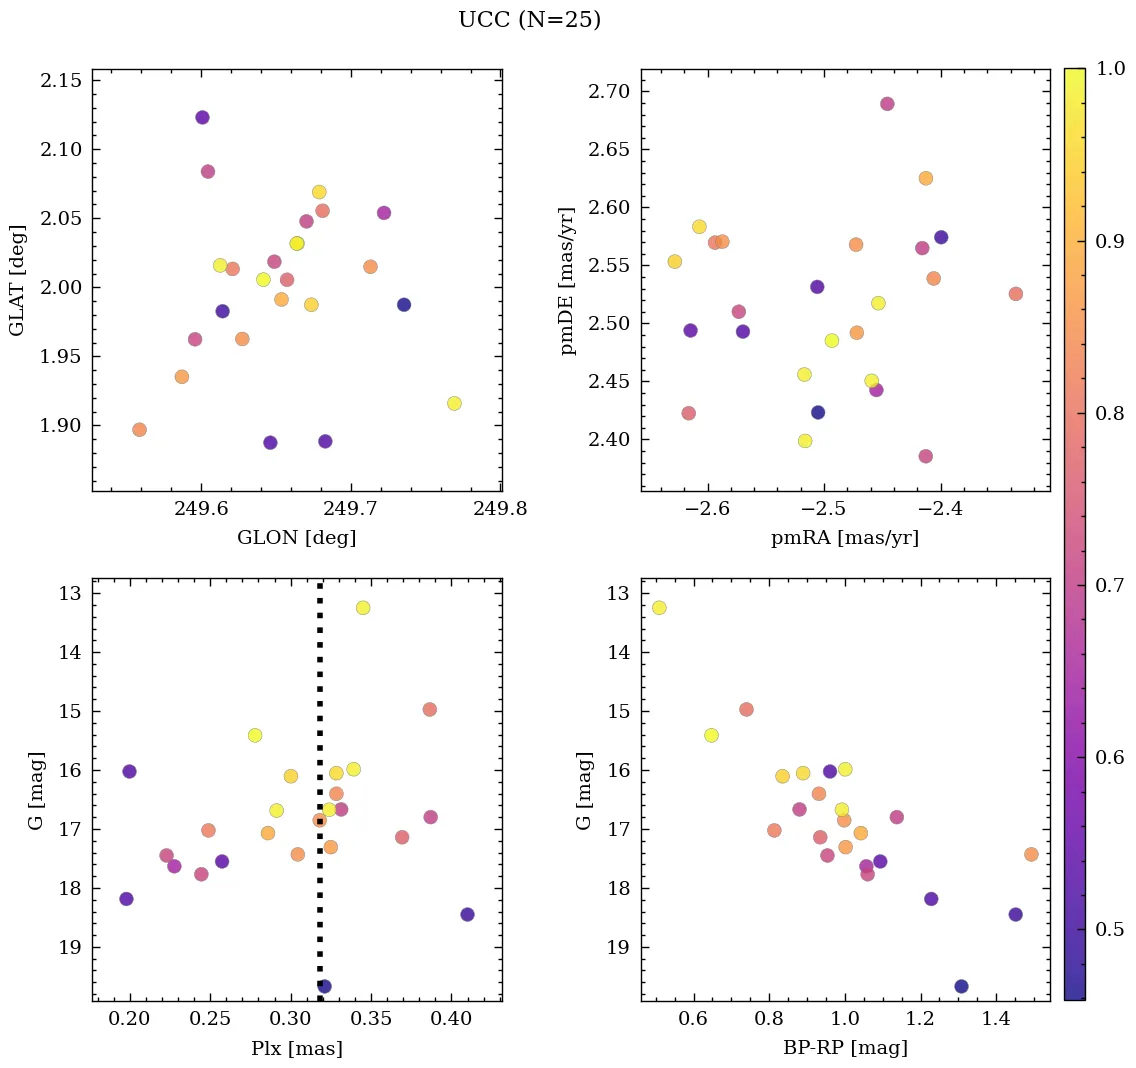 UCC (N=25)
2.15
2.10
2.05
2.00
1.95
1.90
GLAT [deg]
249.6 249.7 249.8
GLON [deg]
2.70
2.65
2.60
2.55
2.50
2.45
2.40
pmDE [mas/yr]
−2.6 −2.5 −2.4
pmRA [mas/yr]
1.0
0.9
0.8
0.7
0.6
0.5
13
14
15
16
17
18
19
G [mag]
0.20 0.25 0.30 0.35 0.40
Plx [mas]
13
14
15
16
17
18
19
G [mag]
0.6 0.8 1.0 1.2 1.4
BP-RP [mag]